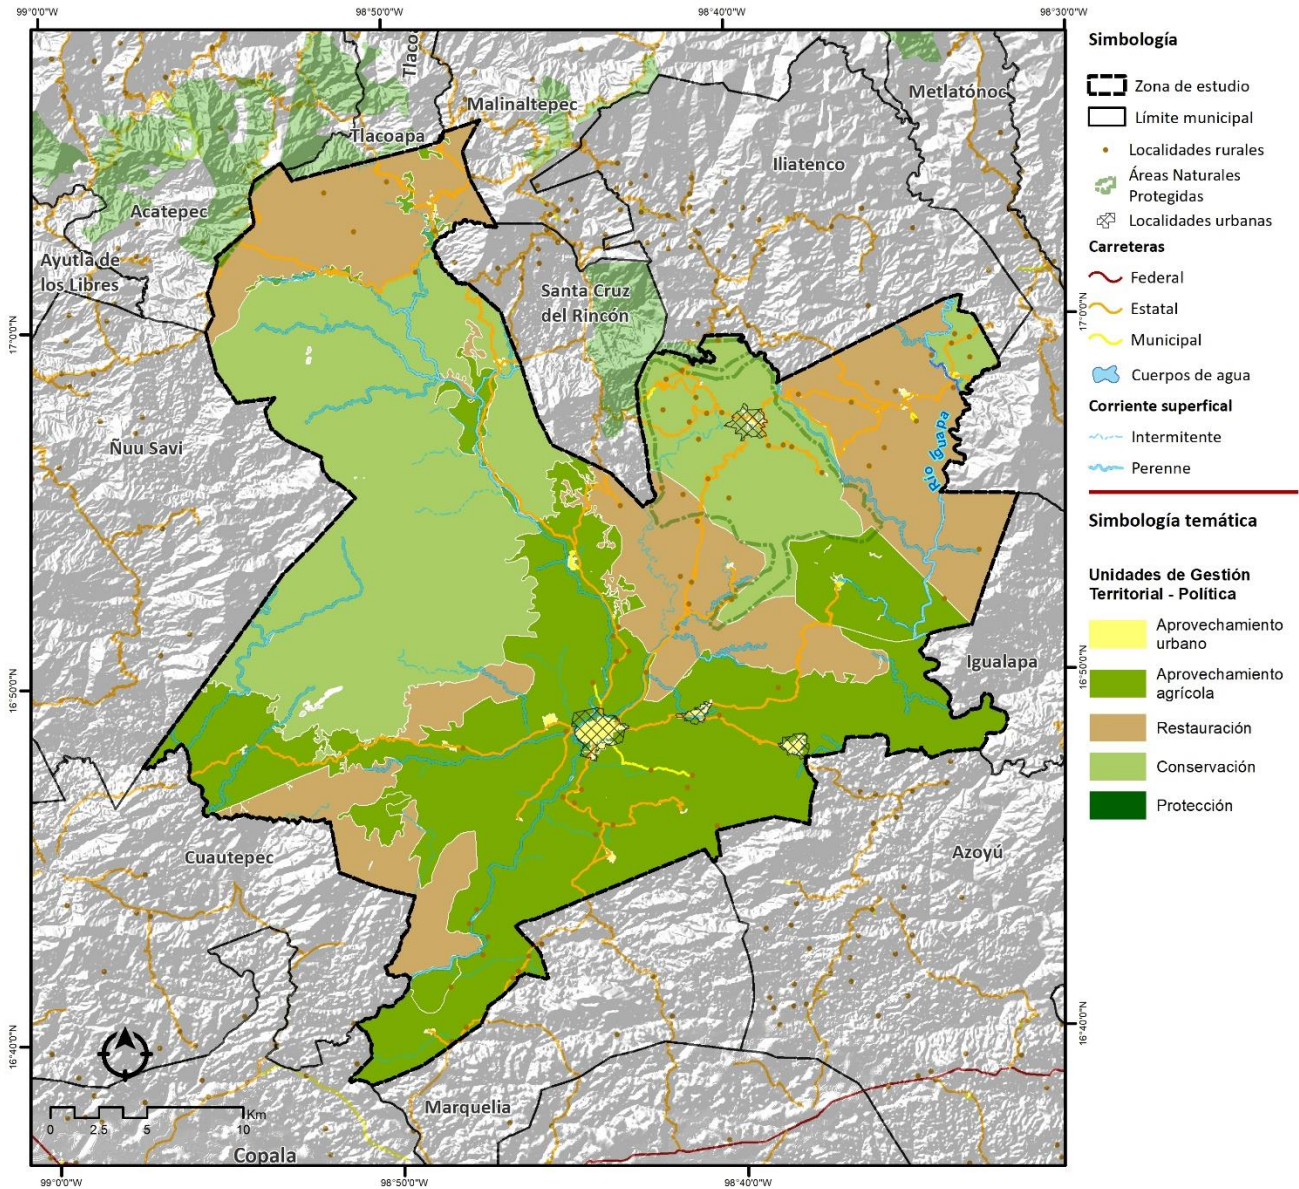 99°0'0"W
98°50'0"W
98°40'0"W
98°30'0"W
Tlacoa
Malinaltepec
Metlatónoc
Tlacoapa
Iliatenco
Acatepec
Ayutla de
los Libres
Santa Cruz
del Rincón
17°0'0"N
17°0'0"N
Ñuu Savi
Río Iguapa
Igualapa
16°50'0"N
16°50'0"N
Cuautepec
Azoyú
16°40'0"N
16°40'0"N
Marquelia
Copala
Km
0
2.5
5
10
99°0'0"W
98°50'0"W
98°40'0"W
Simbología
Zona de estudio
Límite municipal
Localidades rurales
Áreas Naturales
Protegidas
Localidades urbanas
Carreteras
Federal
Estatal
Municipal
Cuerpos de agua
Corriente superfical
Intermitente
Perenne
Simbología temática
Unidades de Gestión
Territorial - Política
Aprovechamiento
urbano
Aprovechamiento
agrícola
Restauración
Conservación
Protección